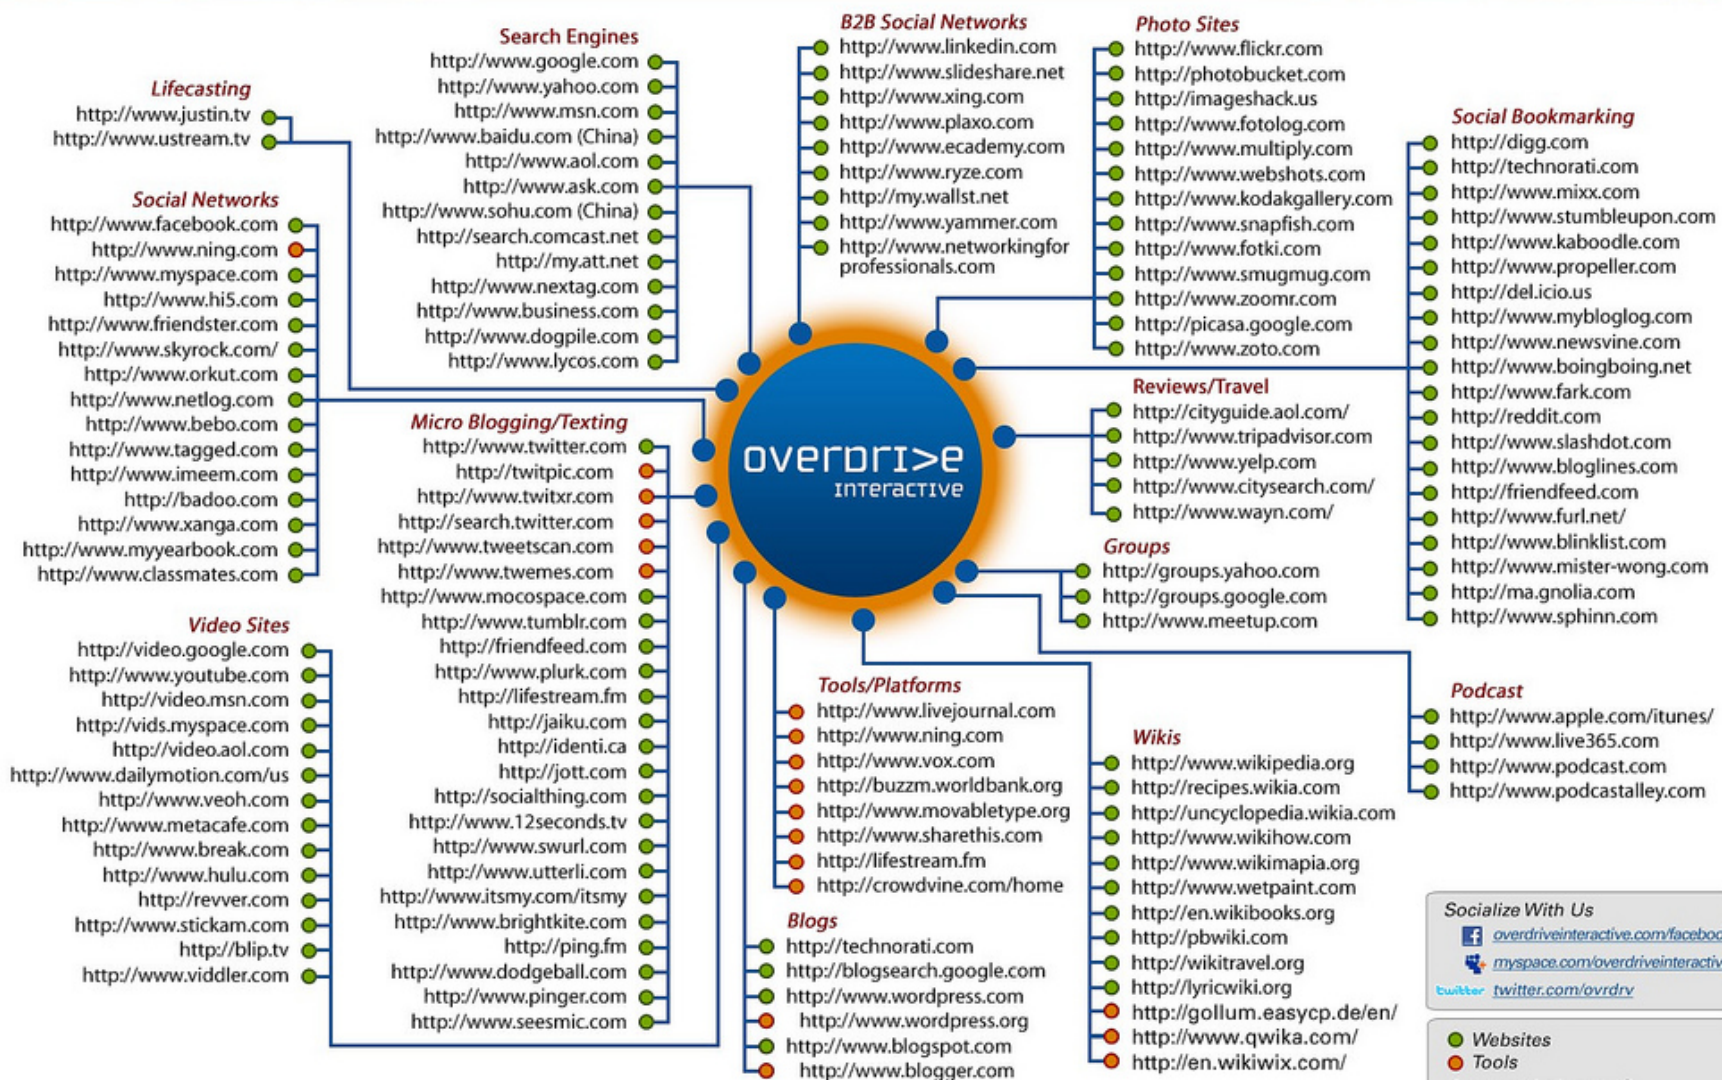 Lifecasting
http://www.justin.tv
http://www.ustream.tv
Social Networks
http://www.facebook.com
http://www.ning.com
http://www.myspace.com
http://www.hi5.com
http://www.friendster.com
http://www.skyrock.com/
http://www.orkut.com
http://www.netlog.com
http://www.bebo.com
http://www.tagged.com
http://www.imeem.com
http://badoo.com
http://www.xanga.com
http://www.myyearbook.com
http://www.classmates.com
Video Sites
http://video.google.com
http://www.youtube.com
http://video.msn.com
http://vids.myspace.com
http://video.aol.com
http://www.dailymotion.com/us
http://www.veoh.com
http://www.metacafe.com
http://www.break.com
http://www.hulu.com
http://revver.com
http://www.stickam.com
http://blip.tv
http://www.viddler.com
Search Engines
http://www.google.com
http://www.yahoo.com
http://www.msn.com
http://www.baidu.com (China)
http://www.aol.com
http://www.ask.com
http://www.sohu.com (China)
http://search.comcast.net
http://my.att.net
http://www.nextag.com
http://www.business.com
http://www.dogpile.com
http://www.lycos.com
Micro Blogging/Texting
http://www.twitter.com
http://twitpic.com
http://www.twitxr.com
http://search.twitter.com
http://www.tweetscan.com
http://www.twemes.com
http://www.mocospace.com
http://www.tumblr.com
http://friendfeed.com
http://www.plurk.com
http://lifestream.fm
http://jaiku.com
http://identi.ca
http://jott.com
http://socialthing.com
http://www.12seconds.tv
http://www.swurl.com
http://www.utterli.com
http://www.itsmy.com/itsmy
http://www.brightkite.com
http://ping.fm
http://www.dodgeball.com
http://www.pinger.com
http://www.seesmic.com
B2B Social Networks
http://www.linkedin.com
http://www.slideshare.net
http://www.xing.com
http://www.plaxo.com
http://www.ecademy.com
http://www.ryze.com
http://my.wallst.net
http://www.yammer.com
http://www.networkingfor
professionals.com
overdri>e
interactive
Tools/Platforms
http://www.livejournal.com
http://www.ning.com
http://www.vox.com
http://buzzm.worldbank.org
http://www.movabletype.org
http://www.sharethis.com
http://lifestream.fm
http://crowdvine.com/home
Blogs
http://technorati.com
http://blogsearch.google.com
http://www.wordpress.com
http://www.wordpress.org
http://www.blogspot.com
http://www.blogger.com
Photo Sites
http://www.flickr.com
http://photobucket.com
http://imageshack.us
http://www.fotolog.com
http://www.multiply.com
http://www.webshots.com
http://www.kodakgallery.com
http://www.snapfish.com
http://www.fotki.com
http://www.smugmug.com
http://www.zoomr.com
http://picasa.google.com
http://www.zoto.com
Reviews/Travel
http://cityguide.aol.com/
http://www.tripadvisor.com
http://www.yelp.com
http://www.citysearch.com/
http://www.wayn.com/
Groups
http://groups.yahoo.com
http://groups.google.com
http://www.meetup.com
Wikis
http://www.wikipedia.org
http://recipes.wikia.com
http://uncyclopedia.wikia.com
http://www.wikihow.com
http://www.wikimapia.org
http://www.wetpaint.com
http://en.wikibooks.org
http://pbwiki.com
http://wikitravel.org
http://lyricwiki.org
http://gollum.easycp.de/en/
http://www.qwika.com/
http://en.wikiwix.com/
Social Bookmarking
http://digg.com
http://technorati.com
http://www.mixx.com
http://www.stumbleupon.com
http://www.kaboodle.com
http://www.propeller.com
http://del.icio.us
http://www.mybloglog.com
http://www.newsvine.com
http://www.boingboing.net
http://www.fark.com
http://reddit.com
http://www.slashdot.com
http://www.bloglines.com
http://friendfeed.com
http://www.furl.net/
http://www.blinklist.com
http://www.mister-wong.com
http://ma.gnolia.com
http://www.sphinn.com
Podcast
http://www.apple.com/itunes/
http://www.live365.com
http://www.podcast.com
http://www.podcastalley.com
Socialize With Us
f overdriveinteractive.com/faceboo
myspace.com/overdriveinteractiv
twitter twitter.com/ovrdrv
Websites
Tools